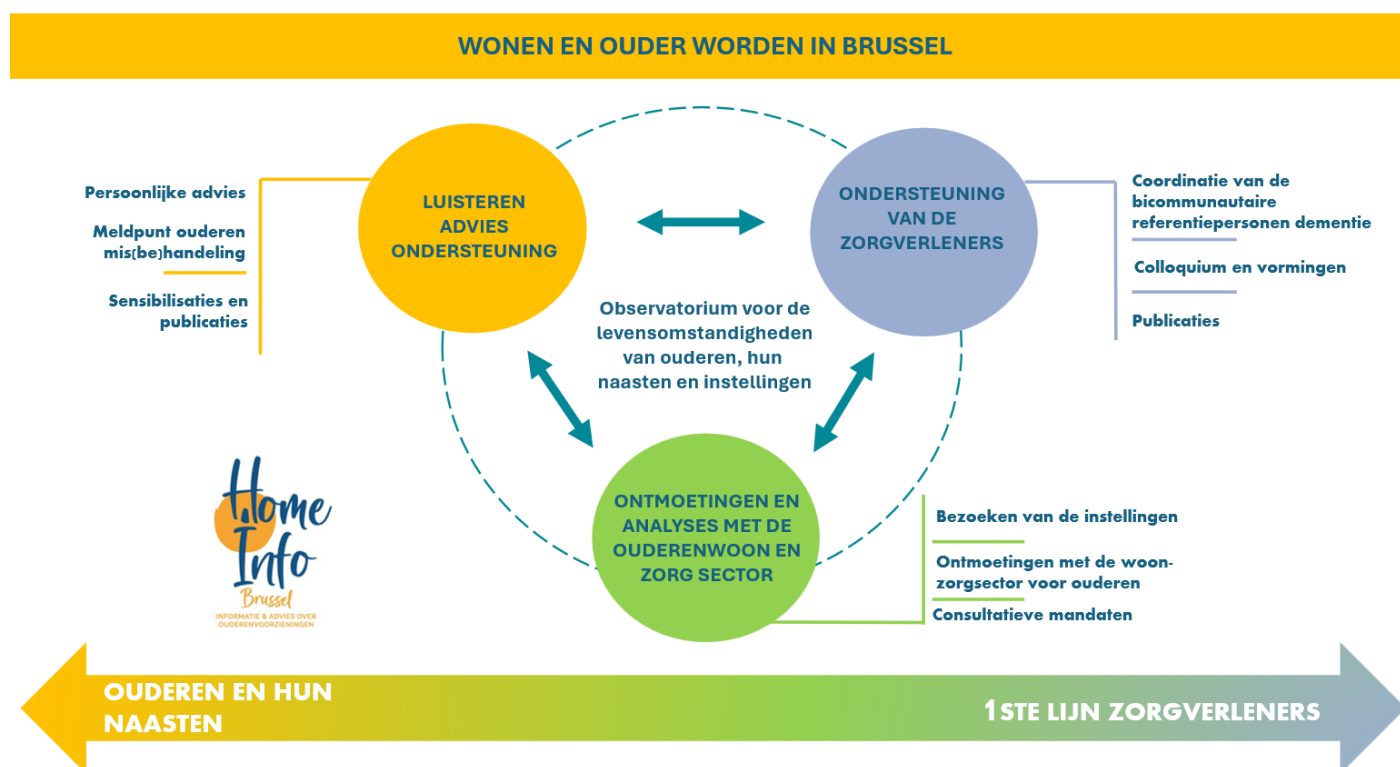 WONEN EN OUDER WORDEN IN BRUSSEL
Persoonlijke advies
Meldpunt ouderen
mis(be)handeling
Sensibilisaties en
publicaties
LUISTEREN
ADVIES
ONDERSTEUNING
ONDERSTEUNING
VAN DE
ZORGVERLENERS
Coordinatie van de
bicommunautaire
referentiepersonen dementie
Colloquium en vormingen
Publicaties
Observatorium voor de
levensomstandigheden
van ouderen, hun
naasten en instellingen
ONTMOETINGEN EN
ANALYSES MET DE
OUDERENWOON EN
ZORG SECTOR
Bezoeken van de instellingen
Ontmoetingen met de woon-
zorgsector voor ouderen
Consultatieve mandaten
Home
Info
Brussel
INFORMATIE & ADVIES OVER
OUDERENVOORZIENINGEN
OUDEREN EN HUN
NAASTEN
1STE LIJN ZORGVERLENERS